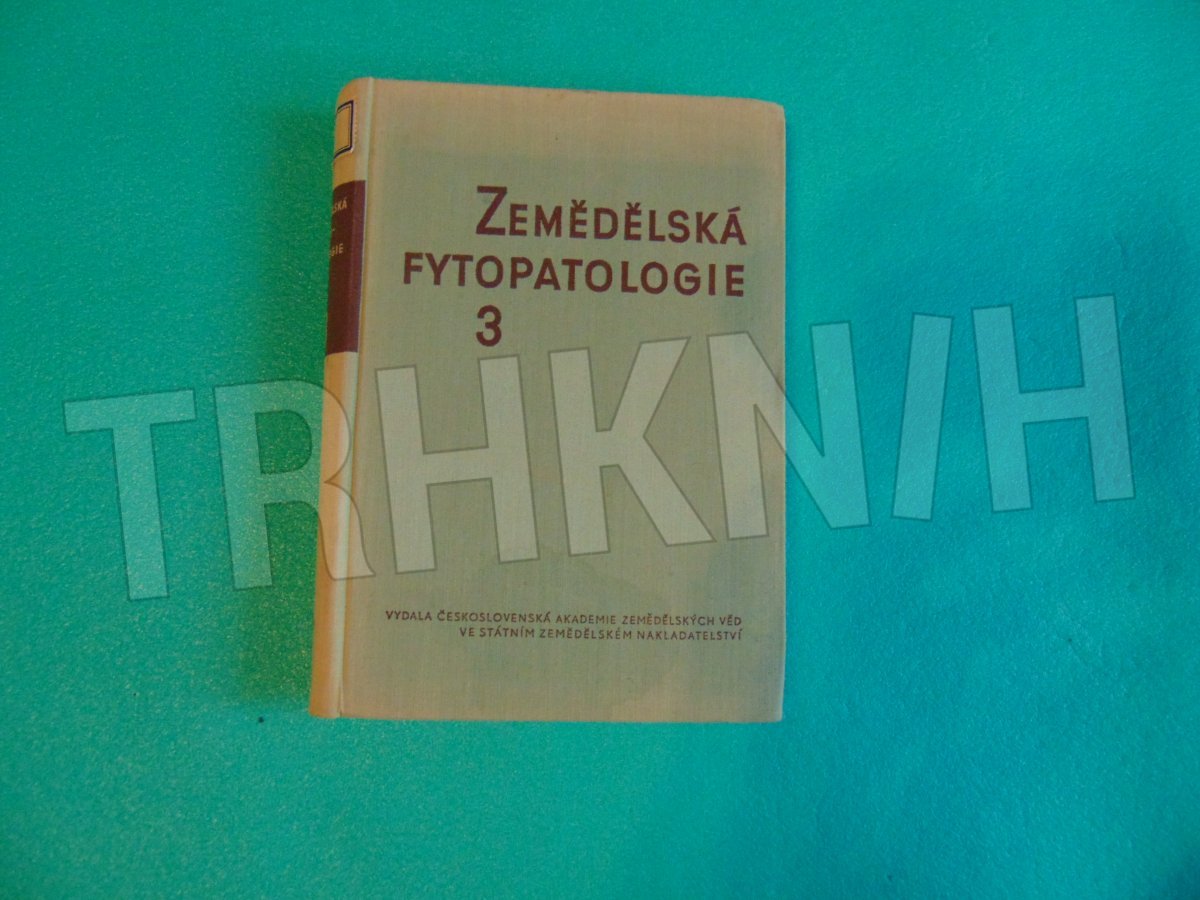 ZEMĚDĚLSKÁ
FYTOPATOLOGIE
3
VYDALA ČESKOSLOVENSKÁ AKADEMIE ZEMĚDĚLSKÝCH VĚD
VE STÁTNÍM ZEMĚDĚLSKÉM NAKLADATELSTVÍ
TRHKNIH